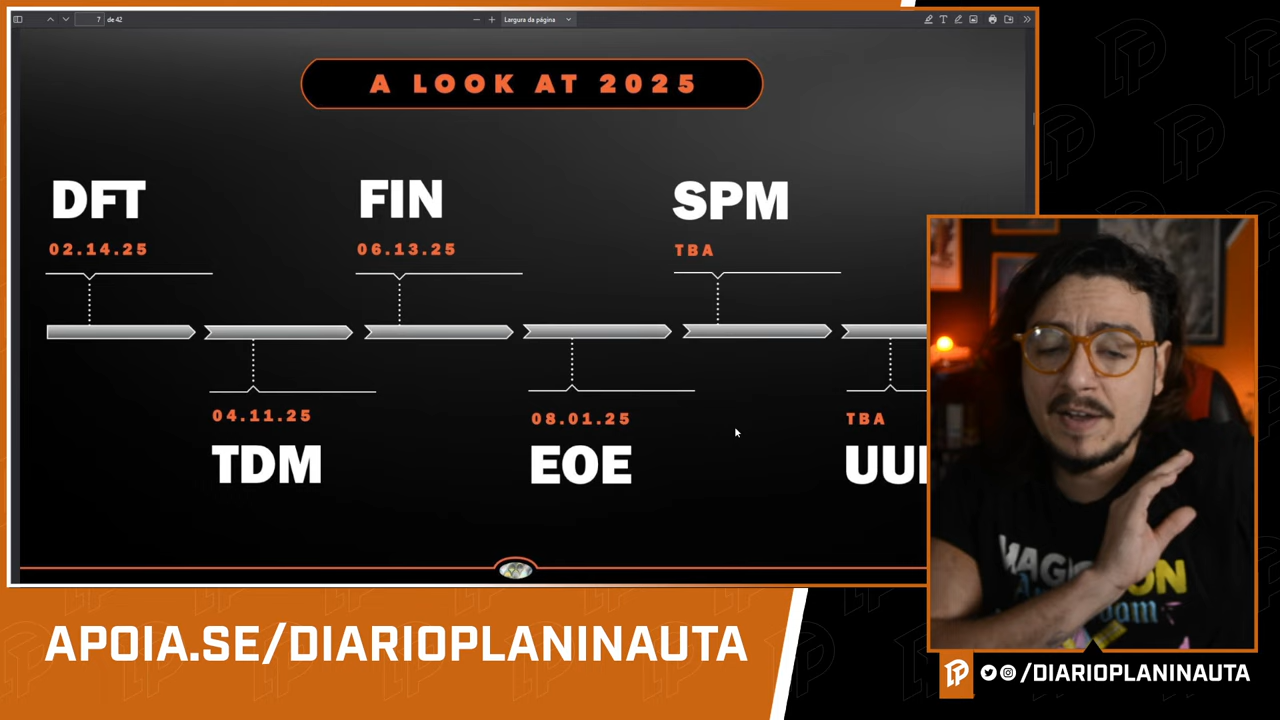 7
de 42
Largura da página
A LOOK AT 2025
DFT
02.14.25
FIN
06.13.25
SPM
TBA
04.11.25
TDM
08.01.25
EOE
TBA
APOIA.SE/DIARIOPLANINAUTA
/DIARIOPLANINAUTA